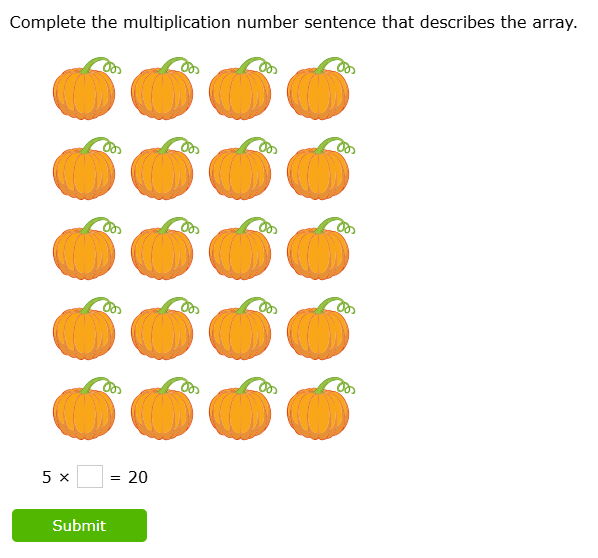 Complete the multiplication number sentence that describes the array.
5 × = 20
Submit